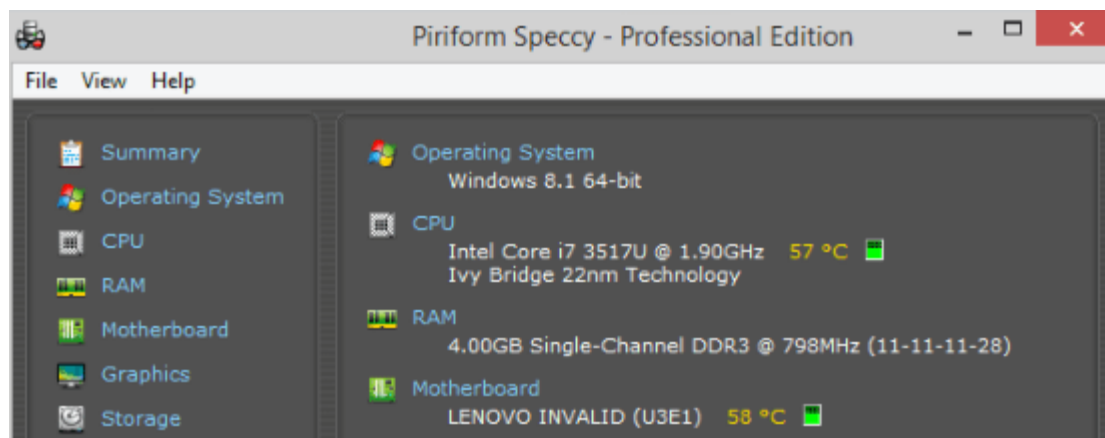 Piriform Speccy - Professional Edition
File View Help
Summary
Operating System
CPU
RAM
Motherboard
Graphics
Storage
Operating System
Windows 8.1 64-bit
CPU
Intel Core i7 3517U @ 1.90GHz 57 °C
Ivy Bridge 22nm Technology
RAM
4.00GB Single-Channel DDR3 @ 798MHz (11-11-11-28)
Motherboard
LENOVO INVALID (U3E1) 58 °C